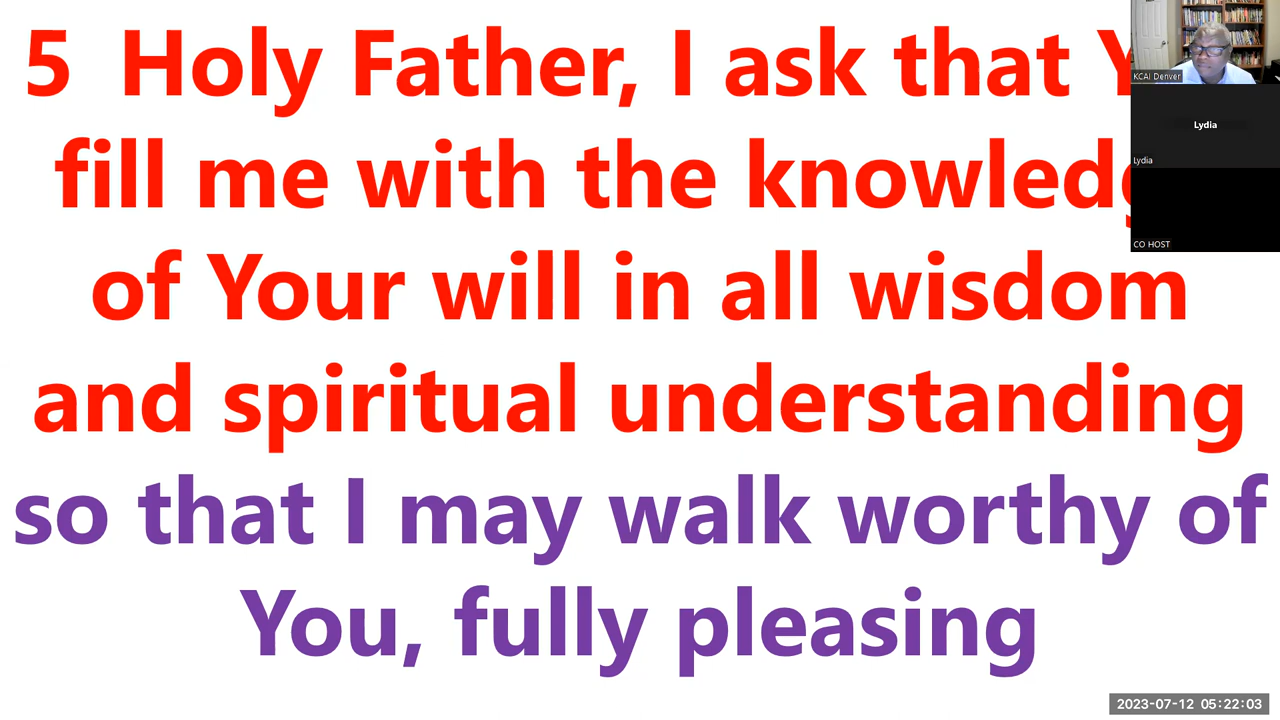 5 Holy Father, I ask that
fill me with the
of Your will in all wisdom
and spiritual understanding
so that I may walk worthy of
You, fully pleasing
KCAI Denver
Lydia
Lydia
CO HOST
2023-07-12 05:22:03